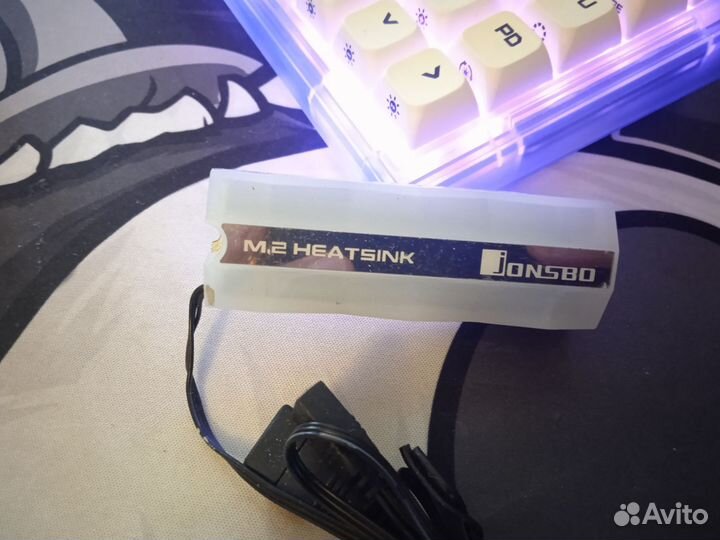 PD
M.2 HEATSINK
JONSBO
Avito